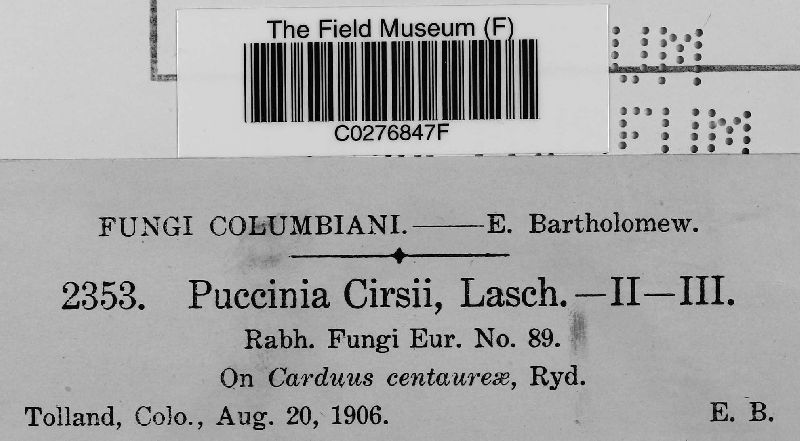 The Field Museum (F)
C0276847F
FUNGI COLUMBIANI.——E. Bartholomew.
2353. Puccinia Cirsii, Lasch.—II—III.
Rabh. Fungi Eur. No. 89.
On Carduus centaureæ, Ryd.
Tolland, Colo., Aug. 20, 1906. E. B.